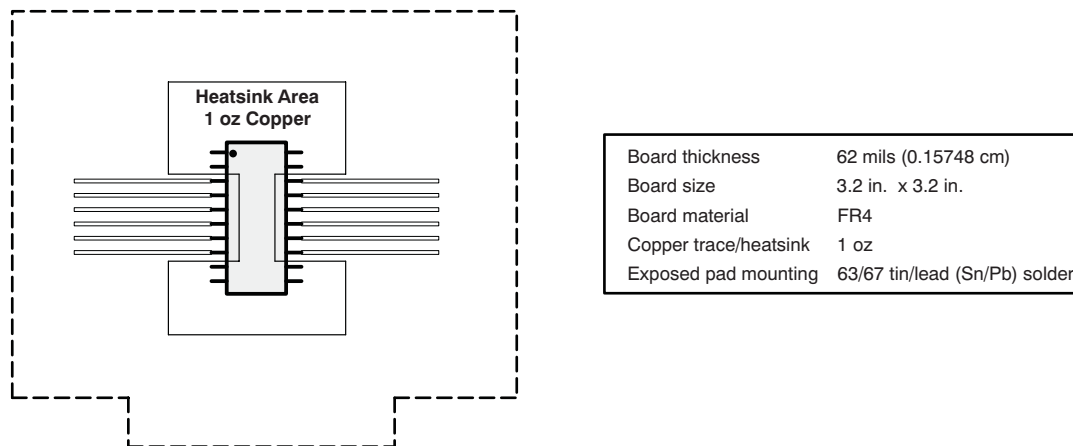 Heatsink Area
1 oz Copper
Board thickness 62 mils (0.15748 cm)
Board size 3.2 in. x 3.2 in.
Board material FR4
Copper trace/heatsink 1 oz
Exposed pad mounting 63/67 tin/lead (Sn/Pb) solder